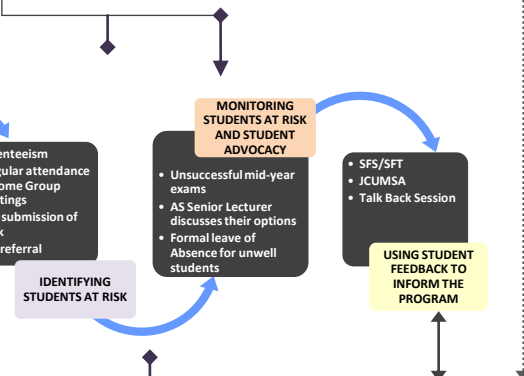 enteeism
gular attendance
ome Group
tings
submission of
k
referral
IDENTIFYING
STUDENTS AT RISK
MONITORING
STUDENTS AT RISK
AND STUDENT
ADVOCACY
• Unsuccessful mid-year
exams
• AS Senior Lecturer
discusses their options
• Formal leave of
Absence for unwell
students
• SFS/SFT
• JCUMSA
• Talk Back Session
USING STUDENT
FEEDBACK TO
INFORM THE
PROGRAM